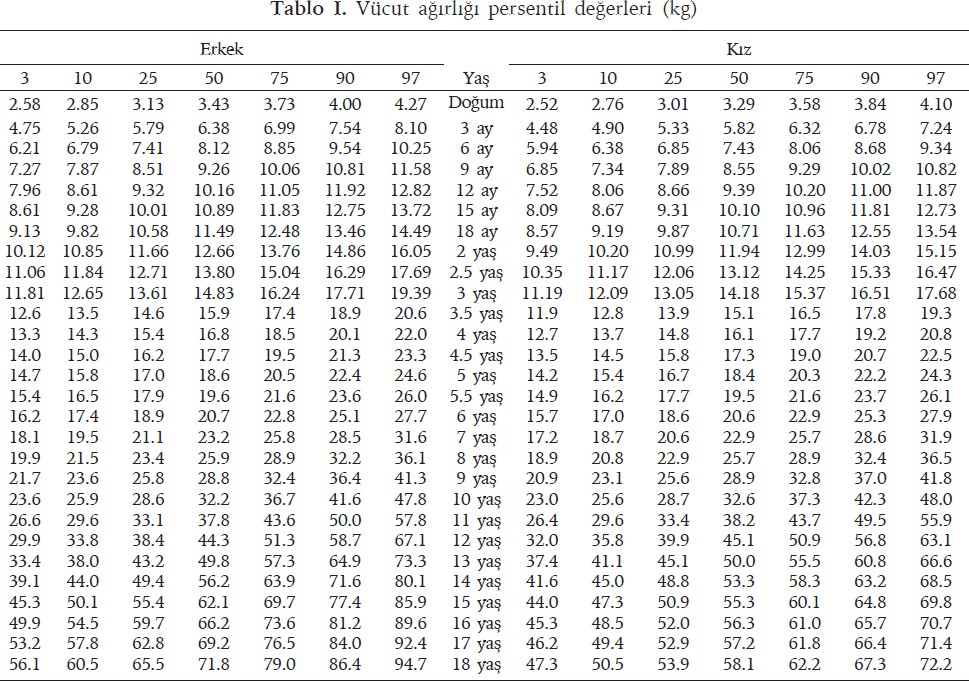 Tablo I. Vücut ağırlığı persentil değerleri (kg)
Erkek Kız
3 10 25 50 75 90 97 Yaş 3 10 25 50 75 90 97
2.58 2.85 3.13 3.43 3.73 4.00 4.27 Doğum 2.52 2.76 3.01 3.29 3.58 3.84 4.10
4.75 5.26 5.79 6.38 6.99 7.54 8.10 3 ay 4.48 4.90 5.33 5.82 6.32 6.78 7.24
6.21 6.79 7.41 8.12 8.85 9.54 10.25 6 ay 5.94 6.38 6.85 7.43 8.06 8.68 9.34
7.27 7.87 8.51 9.26 10.06 10.81 11.58 9 ay 6.85 7.34 7.89 8.55 9.29 10.02 10.82
7.96 8.61 9.32 10.16 11.05 11.92 12.82 12 ay 7.52 8.06 8.66 9.39 10.20 11.00 11.87
8.61 9.28 10.01 10.89 11.83 12.75 13.72 15 ay 8.09 8.67 9.31 10.10 10.96 11.81 12.73
9.13 9.82 10.58 11.49 12.48 13.46 14.49 18 ay 8.57 9.19 9.87 10.71 11.63 12.55 13.54
10.12 10.85 11.66 12.66 13.76 14.86 16.05 2 yaş 9.49 10.20 10.99 11.94 12.99 14.03 15.15
11.06 11.84 12.71 13.80 15.04 16.29 17.69 2.5 yaş 10.35 11.17 12.06 13.12 14.25 15.33 16.47
11.81 12.65 13.61 14.83 16.24 17.71 19.39 3 yaş 11.19 12.09 13.05 14.18 15.37 16.51 17.68
12.6 13.5 14.6 15.9 17.4 18.9 20.6 3.5 yaş 11.9 12.8 13.9 15.1 16.5 17.8 19.3
13.3 14.3 15.4 16.8 18.5 20.1 22.0 4 yaş 12.7 13.7 14.8 16.1 17.7 19.2 20.8
14.0 15.0 16.2 17.7 19.5 21.3 23.3 4.5 yaş 13.5 14.5 15.8 17.3 19.0 20.7 22.5
14.7 15.8 17.0 18.6 20.5 22.4 24.6 5 yaş 14.2 15.4 16.7 18.4 20.3 22.2 24.3
15.4 16.5 17.9 19.6 21.6 23.6 26.0 5.5 yaş 14.9 16.2 17.7 19.5 21.6 23.7 26.1
16.2 17.4 18.9 20.7 22.8 25.1 27.7 6 yaş 15.7 17.0 18.6 20.6 22.9 25.3 27.9
18.1 19.5 21.1 23.2 25.8 28.5 31.6 7 yaş 17.2 18.7 20.6 22.9 25.7 28.6 31.9
19.9 21.5 23.4 25.9 28.9 32.2 36.1 8 yaş 18.9 20.8 22.9 25.7 28.9 32.4 36.5
21.7 23.6 25.8 28.8 32.4 36.4 41.3 9 yaş 20.9 23.1 25.6 28.9 32.8 37.0 41.8
23.6 25.9 28.6 32.2 36.7 41.6 47.8 10 yaş 23.0 25.6 28.7 32.6 37.3 42.3 48.0
26.6 29.6 33.1 37.8 43.6 50.0 57.8 11 yaş 26.4 29.6 33.4 38.2 43.7 49.5 55.9
29.9 33.8 38.4 44.3 51.3 58.7 67.1 12 yaş 32.0 35.8 39.9 45.1 50.9 56.8 63.1
33.4 38.0 43.2 49.8 57.3 64.9 73.3 13 yaş 37.4 41.1 45.1 50.0 55.5 60.8 66.6
39.1 44.0 49.4 56.2 63.9 71.6 80.1 14 yaş 41.6 45.0 48.8 53.3 58.3 63.2 68.5
45.3 50.1 55.4 62.1 69.7 77.4 85.9 15 yaş 44.0 47.3 50.9 55.3 60.1 64.8 69.8
49.9 54.5 59.7 66.2 73.6 81.2 89.6 16 yaş 45.3 48.5 52.0 56.3 61.0 65.7 70.7
53.2 57.8 62.8 69.2 76.5 84.0 92.4 17 yaş 46.2 49.4 52.9 57.2 61.8 66.4 71.4
56.1 60.5 65.5 71.8 79.0 86.4 94.7 18 yaş 47.3 50.5 53.9 58.1 62.2 67.3 72.2